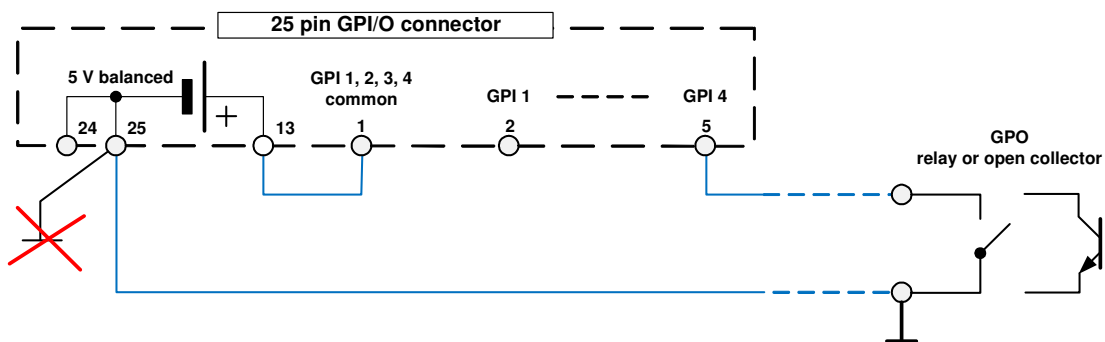 25 pin GPI/O connector
5 V balanced
GPI 1, 2, 3, 4
common
GPI 1
GPI 4
+
24
25
13
1
2
5
GPO
relay or open collector